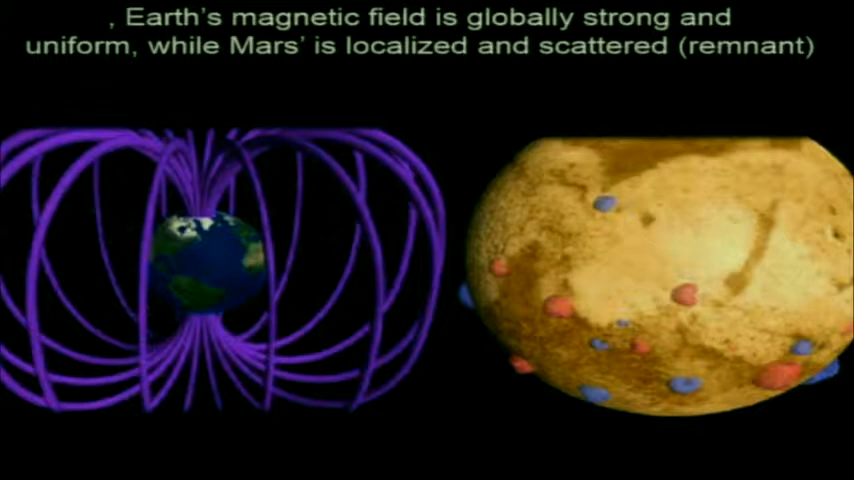 , Earth’s magnetic field is globally strong and
uniform, while Mars’ is localized and scattered (remnant)